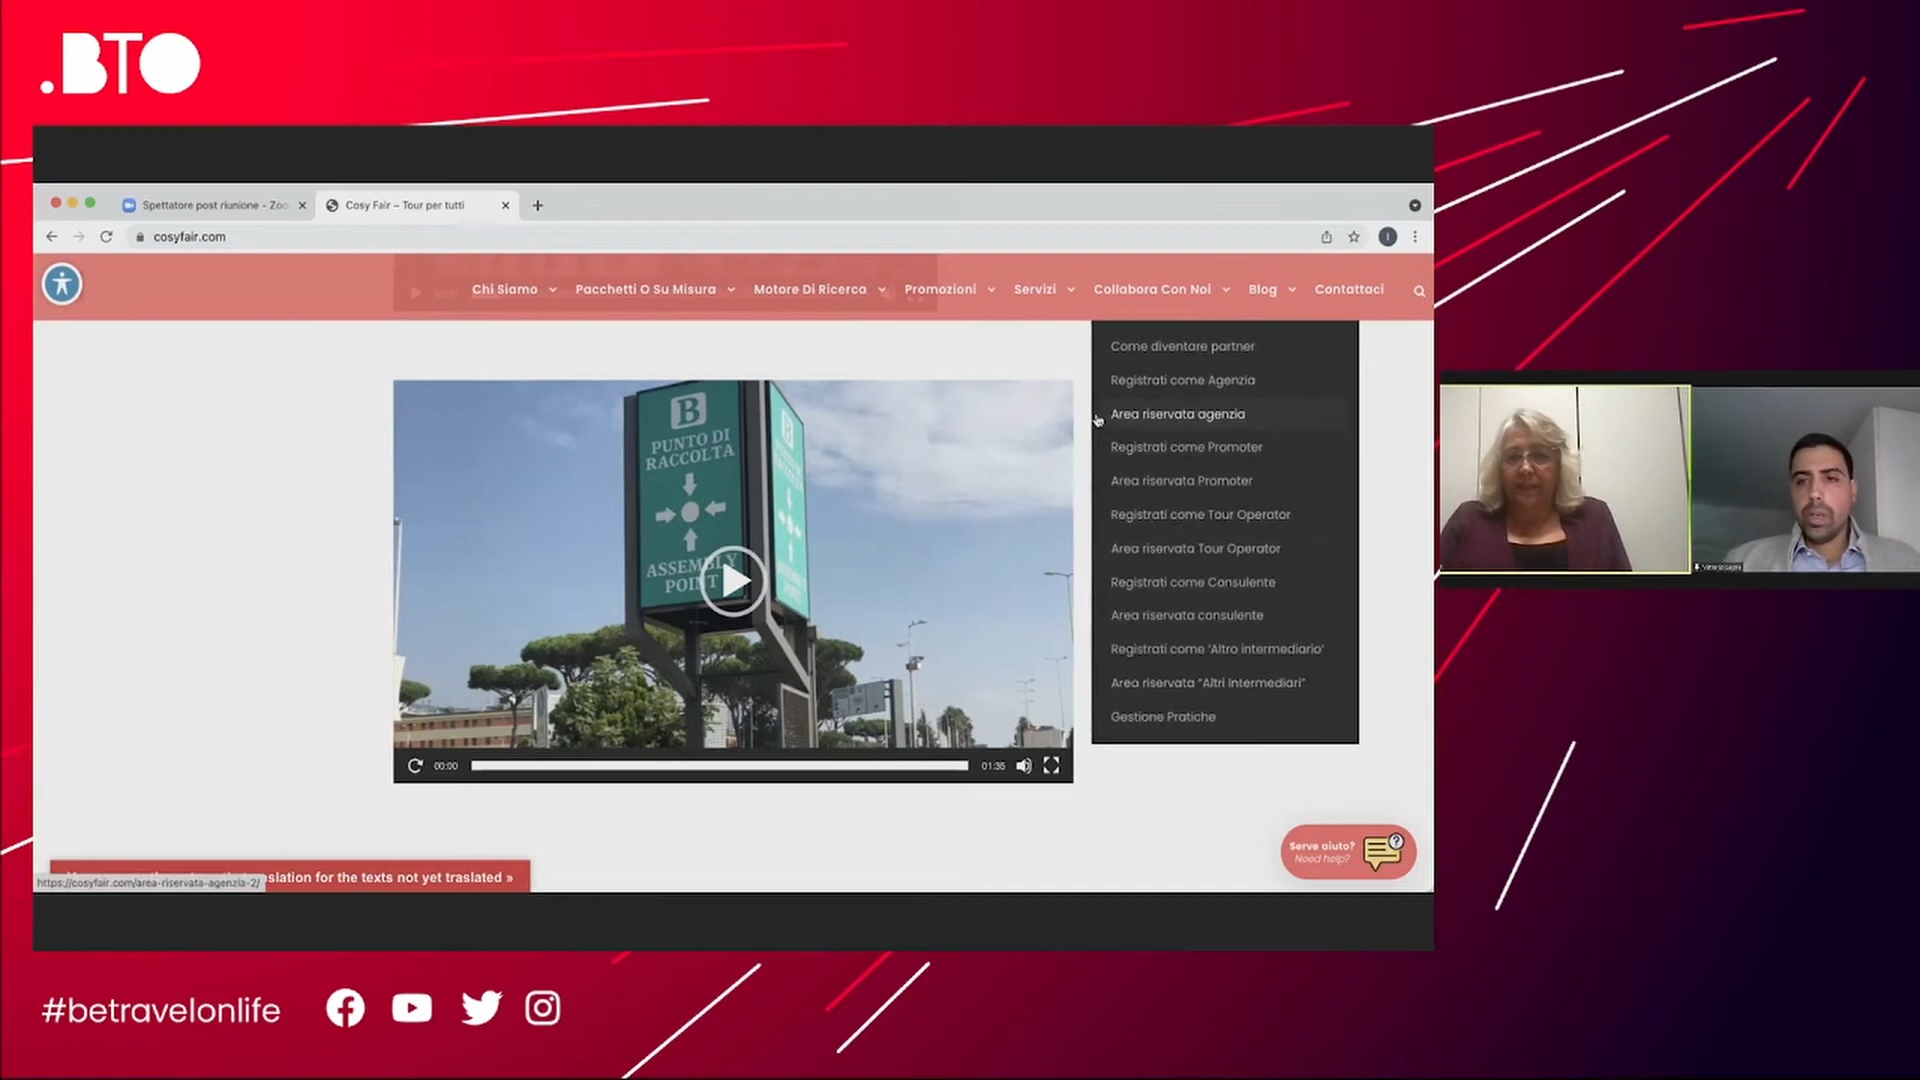 .BTO
Spettatore post riunione - Zoo
Cosy Fair – Tour per tutti
cosyfair.com
Chi Siamo
Pacchetti O Su Misura
Motore Di Ricerca
Promozioni
Servizi
Collabora Con Noi
Blog
Contattaci
Come diventare partner
Registrati come Agenzia
Area riservata agenzia
Registrati come Promoter
Area riservata Promoter
Registrati come Tour Operator
Area riservata Tour Operator
Registrati come Consulente
Area riservata consulente
Registrati come ‘Altro intermediario’
Area riservata “Altri Intermediari”
Gestione Pratiche
B
PUNTO DI
RACCOLTA
ASSEMBLY
POINT
00:00
01:35
Serve aiuto?
Need help?
slation for the texts not yet traslated »
https://cosyfair.com/area-riservata-agenzia-2/
#betravelonlife